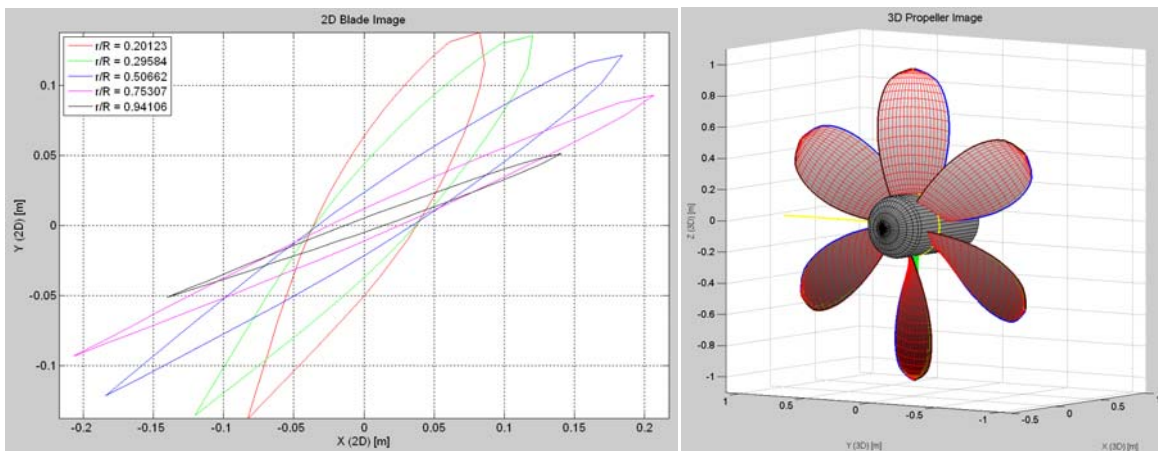 2D Blade Image
r/R = 0.20123
r/R = 0.29584
r/R = 0.50662
r/R = 0.75307
r/R = 0.94106
0.1
0.05
0
-0.05
-0.1
Y (2D) [m]
-0.2
-0.15
-0.1
-0.05
0
0.05
0.1
0.15
0.2
X (2D) [m]
3D Propeller Image
1
0.8
0.6
0.4
0.2
0
-0.2
-0.4
-0.6
-0.8
-1
Z (3D) [m]
1
0.5
0
-0.5
-1
Y (3D) [m]
-0.5
0
0.5
X (3D) [m]